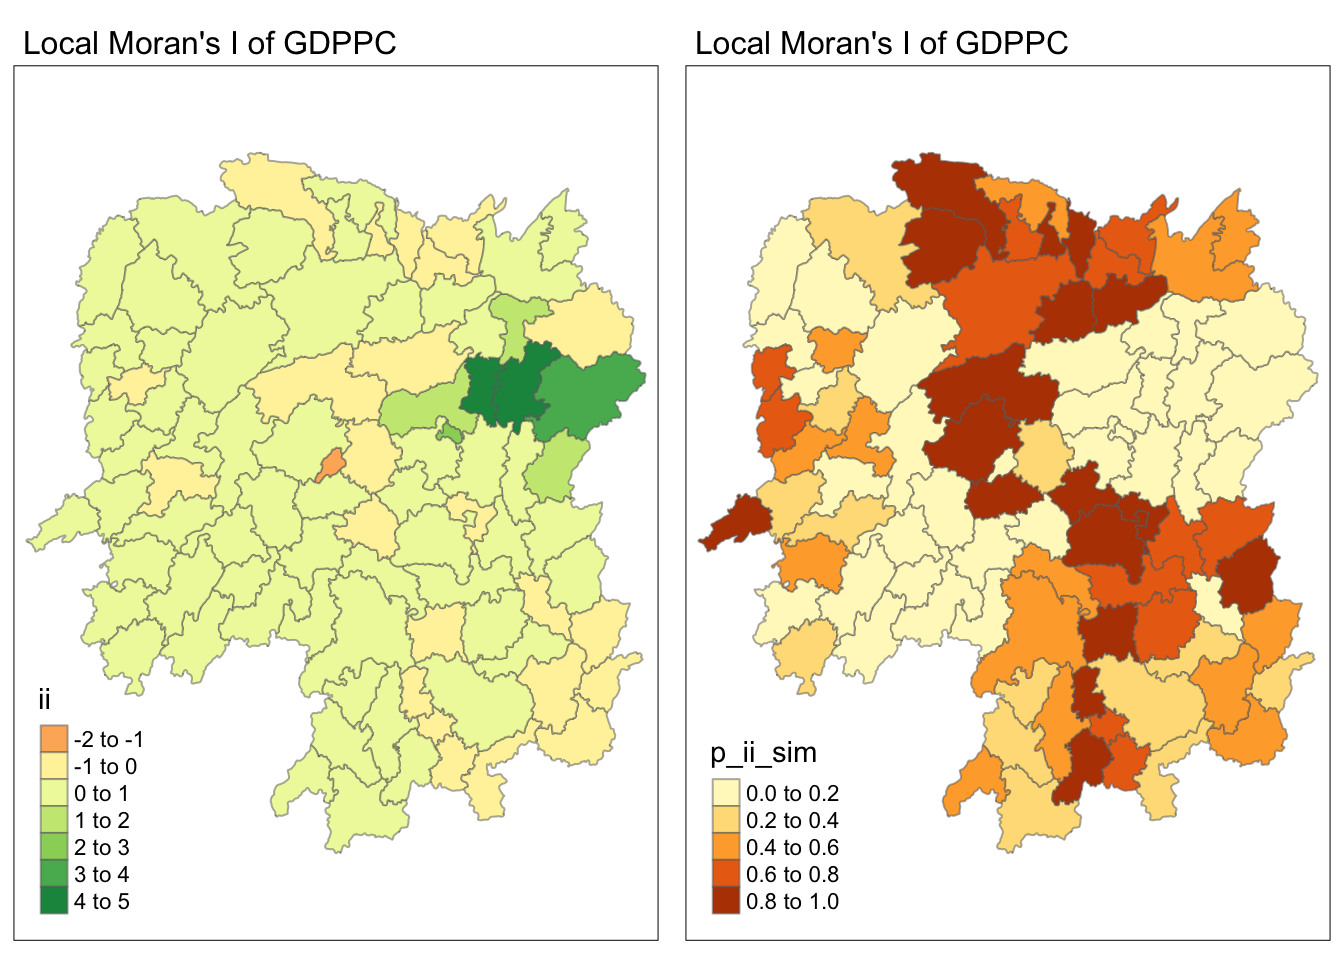 Local Moran's I of GDPPC
ii
-2 to -1
-1 to 0
0 to 1
1 to 2
2 to 3
3 to 4
4 to 5
Local Moran's I of GDPPC
p_ii_sim
0.0 to 0.2
0.2 to 0.4
0.4 to 0.6
0.6 to 0.8
0.8 to 1.0